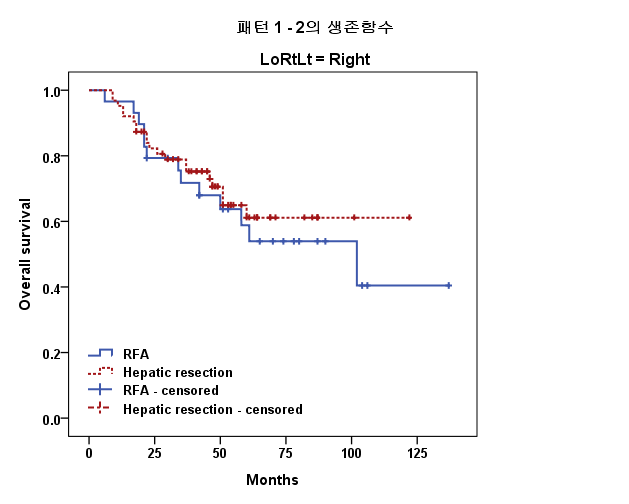 패턴 1 - 2의 생존함수
LoRtLt = Right
Overall survival
1.0
0.8
0.6
0.4
0.2
0.0
RFA
Hepatic resection
RFA - censored
Hepatic resection - censored
0 25 50 75 100 125
Months